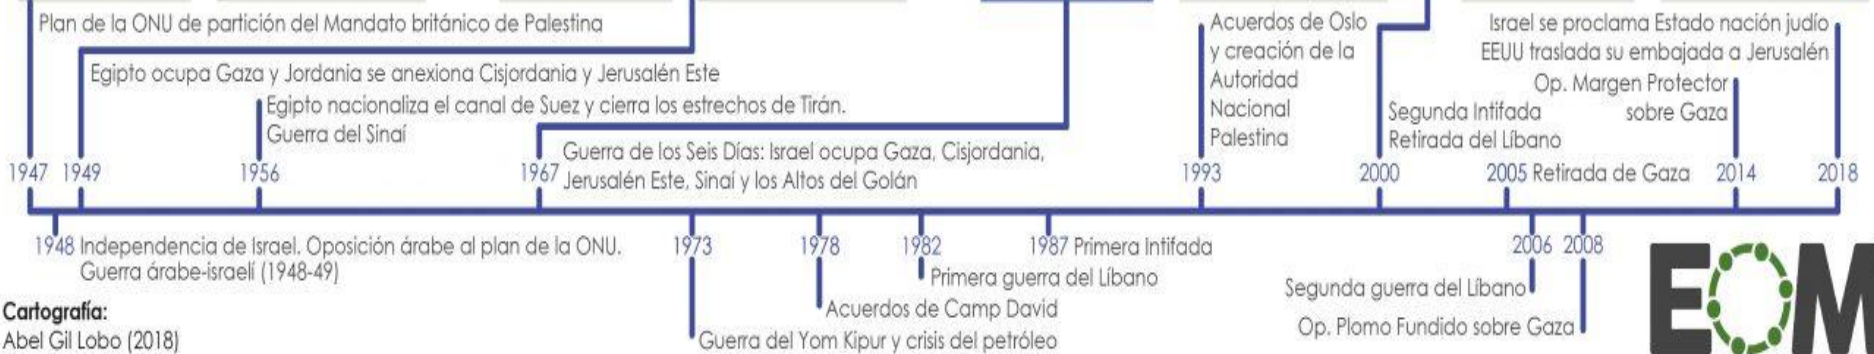 Plan de la ONU de partición del Mandato británico de Palestina
Egipto ocupa Gaza y Jordania se anexiona Cisjordania y Jerusalén Este
Egipto nacionaliza el canal de Suez y cierra los estrechos de Tirán.
Guerra del Sinaí
Guerra de los Seis Días: Israel ocupa Gaza, Cisjordania,
Jerusalén Este, Sinaí y los Altos del Golán
Acuerdos de Oslo
y creación de la
Autoridad
Nacional
Palestina
Segunda Intifada
Retirada del Líbano
Israel se proclama Estado nación judío
EEUU traslada su embajada a Jerusalén
Op. Margen Protector
sobre Gaza
1947 1949 1956 1967 1993 2000 2005 Retirada de Gaza 2014 2018
1948 Independencia de Israel. Oposición árabe al plan de la ONU.
Guerra árabe-israelí (1948-49)
1973 1978 1982 1987 Primera Intifada 2006 2008
Primera guerra del Líbano
Acuerdos de Camp David
Guerra del Yom Kipur y crisis del petróleo
Segunda guerra del Líbano
Op. Plomo Fundido sobre Gaza
Cartografía:
Abel Gil Lobo (2018)
EOM